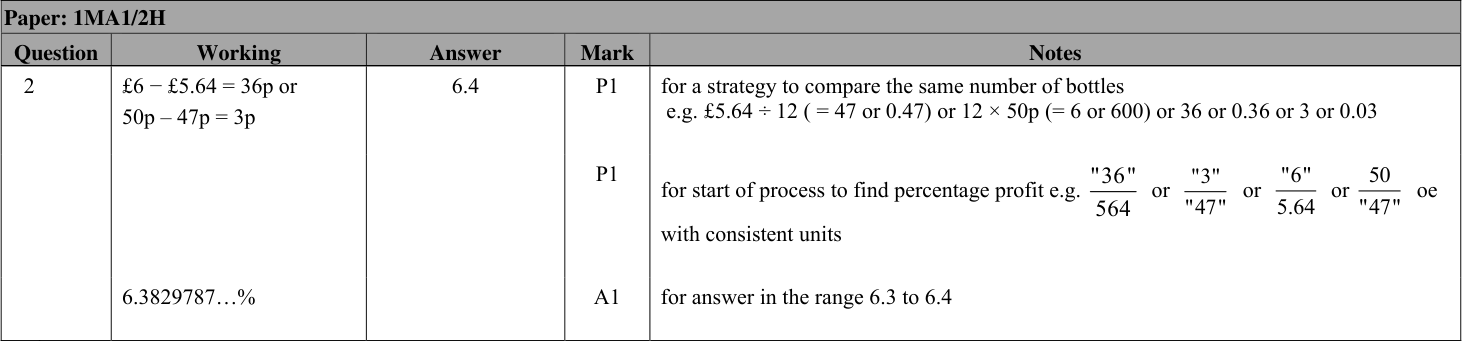 Paper: 1MA1/2H
Question Working Answer Mark Notes
2 £6 − £5.64 = 36p or 6.4 P1 for a strategy to compare the same number of bottles
50p – 47p = 3p e.g. £5.64 ÷ 12 ( = 47 or 0.47) or 12 × 50p (= 6 or 600) or 36 or 0.36 or 3 or 0.03
P1 for start of process to find percentage profit e.g. "36"/564 or "3"/"47" or "6"/5.64 or 50/"47" oe
with consistent units
6.3829787…% A1 for answer in the range 6.3 to 6.4